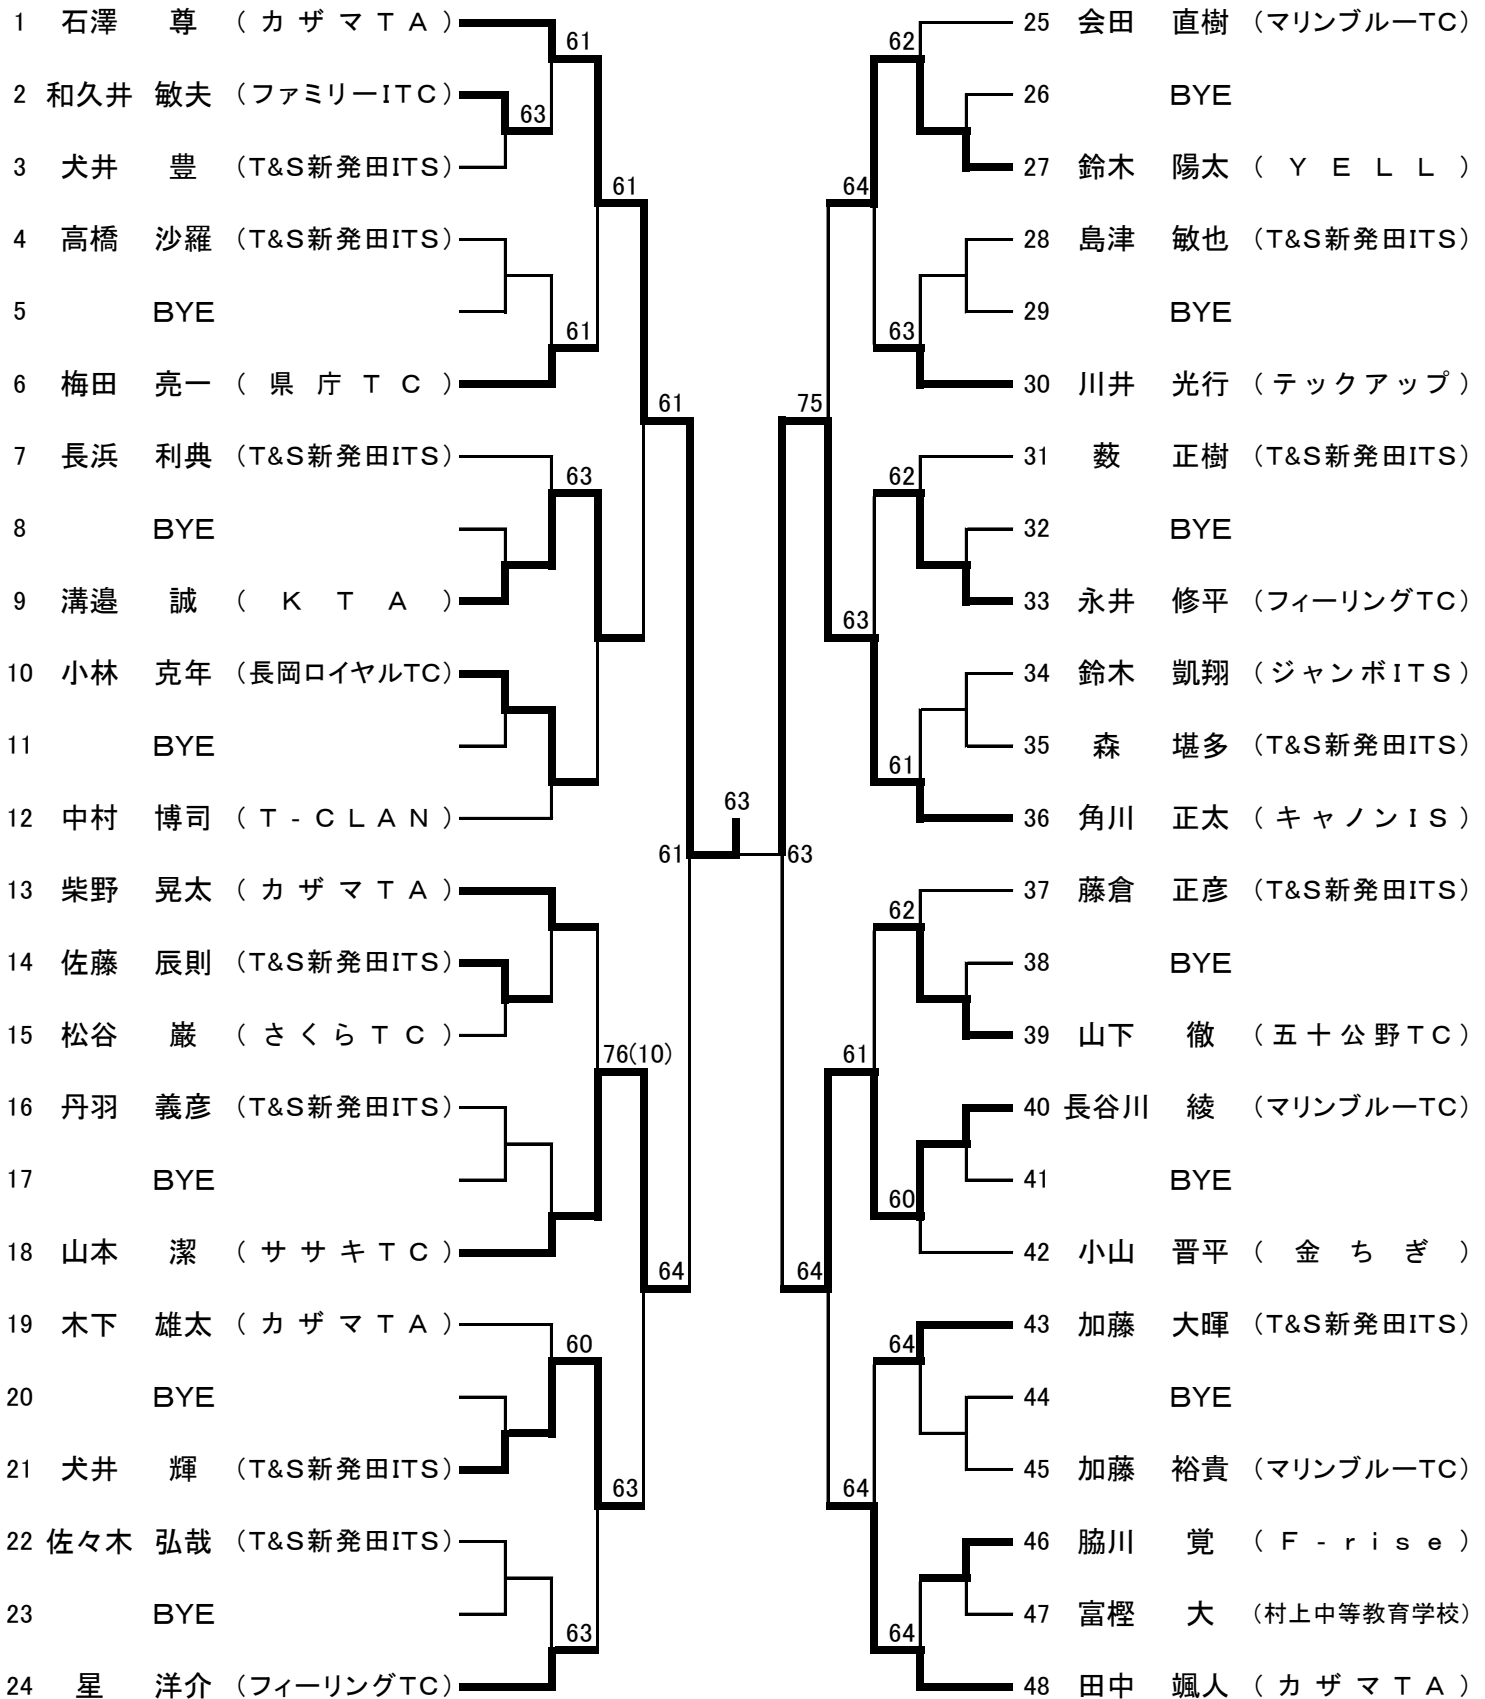 1 石澤 尊 (カザマTA)
61
2 和久井 敏夫 (ファミリーITC)
63
3 犬井 豊 (T&S新発田ITS)
61
4 高橋 沙羅 (T&S新発田ITS)
5 BYE
61
6 梅田 亮一 (県庁TC)
61
7 長浜 利典 (T&S新発田ITS)
63
8 BYE
9 溝邉 誠 (KTA)
10 小林 克年 (長岡ロイヤルTC)
11 BYE
12 中村 博司 (T-CLAN)
61
13 柴野 晃太 (カザマTA)
14 佐藤 辰則 (T&S新発田ITS)
15 松谷 巌 (さくらTC)
76(10)
16 丹羽 義彦 (T&S新発田ITS)
17 BYE
18 山本 潔 (ササキTC)
64
19 木下 雄太 (カザマTA)
60
20 BYE
21 犬井 輝 (T&S新発田ITS)
63
22 佐々木 弘哉 (T&S新発田ITS)
23 BYE
63
24 星 洋介 (フィーリングTC)
63
25 会田 直樹 (マリンブルーTC)
62
26 BYE
27 鈴木 陽太 (YELL)
64
28 島津 敏也 (T&S新発田ITS)
29 BYE
63
30 川井 光行 (テックアップ)
75
31 薮 正樹 (T&S新発田ITS)
62
32 BYE
33 永井 修平 (フィーリングTC)
63
34 鈴木 凱翔 (ジャンボITS)
35 森 堪多 (T&S新発田ITS)
61
36 角川 正太 (キャノンIS)
63
37 藤倉 正彦 (T&S新発田ITS)
62
38 BYE
39 山下 徹 (五十公野TC)
61
40 長谷川 綾 (マリンブルーTC)
41 BYE
60
42 小山 晋平 (金ちぎ)
64
43 加藤 大暉 (T&S新発田ITS)
64
44 BYE
45 加藤 裕貴 (マリンブルーTC)
64
46 脇川 覚 (F-rise)
47 富樫 大 (村上中等教育学校)
64
48 田中 颯人 (カザマTA)